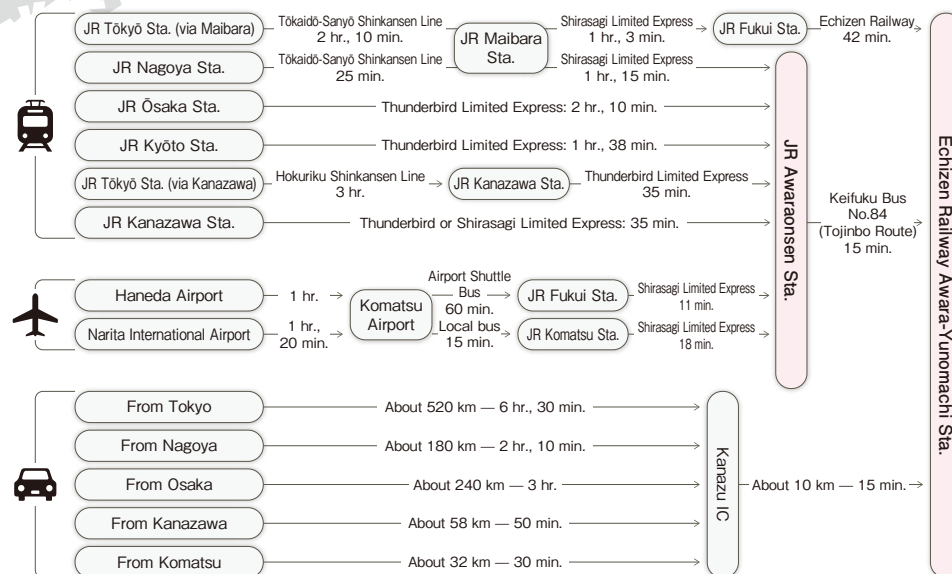 JR Tōkyō Sta. (via Maibara)
Tōkaidō-Sanyō Shinkansen Line
2 hr., 10 min.
JR Maibara
Sta.
Shirasagi Limited Express
1 hr., 3 min.
JR Fukui Sta.
Echizen Railway
42 min.
JR Nagoya Sta.
Tōkaidō-Sanyō Shinkansen Line
25 min.
Shirasagi Limited Express
1 hr., 15 min.
JR Ōsaka Sta.
Thunderbird Limited Express: 2 hr., 10 min.
JR Kyōto Sta.
Thunderbird Limited Express: 1 hr., 38 min.
JR Tōkyō Sta. (via Kanazawa)
Hokuriku Shinkansen Line
3 hr.
JR Kanazawa Sta.
Thunderbird Limited Express
35 min.
JR Kanazawa Sta.
Thunderbird or Shirasagi Limited Express: 35 min.
JR Awaraonsen Sta.
Keifuku Bus
No.84
(Tojinbo Route)
15 min.
Echizen Railway Awara-Yunomachi Sta.
Haneda Airport
1 hr.
Narita International Airport
1 hr.,
20 min.
Komatsu
Airport
Airport Shuttle
Bus
60 min.
JR Fukui Sta.
Shirasagi Limited Express
11 min.
Local bus
15 min.
JR Komatsu Sta.
Shirasagi Limited Express
18 min.
From Tokyo
About 520 km — 6 hr., 30 min.
From Nagoya
About 180 km — 2 hr., 10 min.
From Osaka
About 240 km — 3 hr.
From Kanazawa
About 58 km — 50 min.
From Komatsu
About 32 km — 30 min.
Kanazu IC
About 10 km — 15 min.